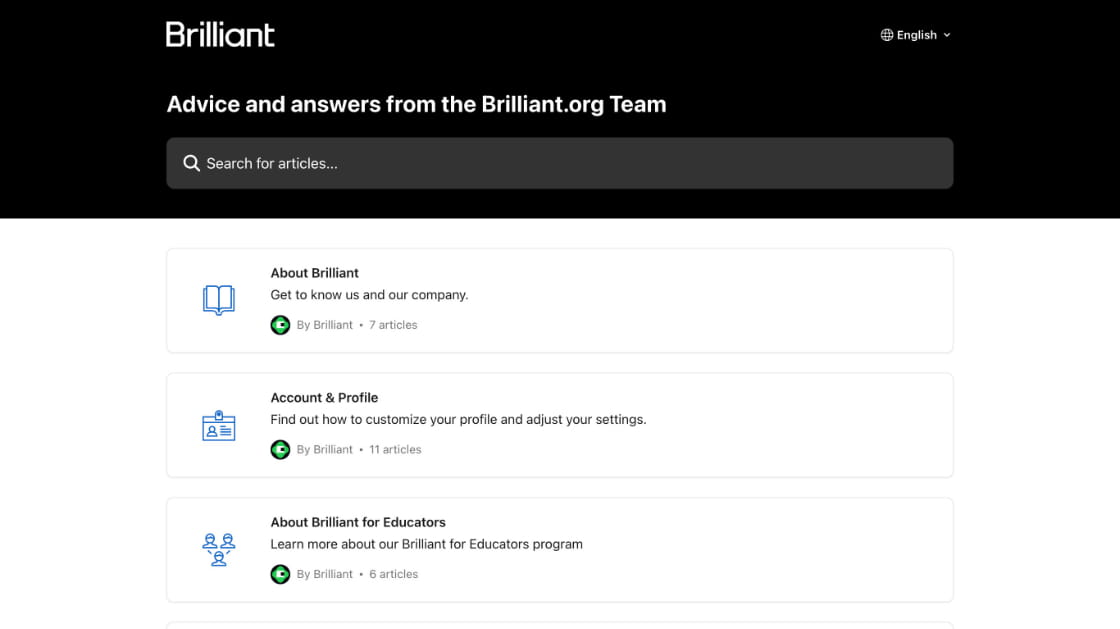 Brilliant
English
Advice and answers from the Brilliant.org Team
Search for articles...
About Brilliant
Get to know us and our company.
By Brilliant • 7 articles
Account & Profile
Find out how to customize your profile and adjust your settings.
By Brilliant • 11 articles
About Brilliant for Educators
Learn more about our Brilliant for Educators program
By Brilliant • 6 articles